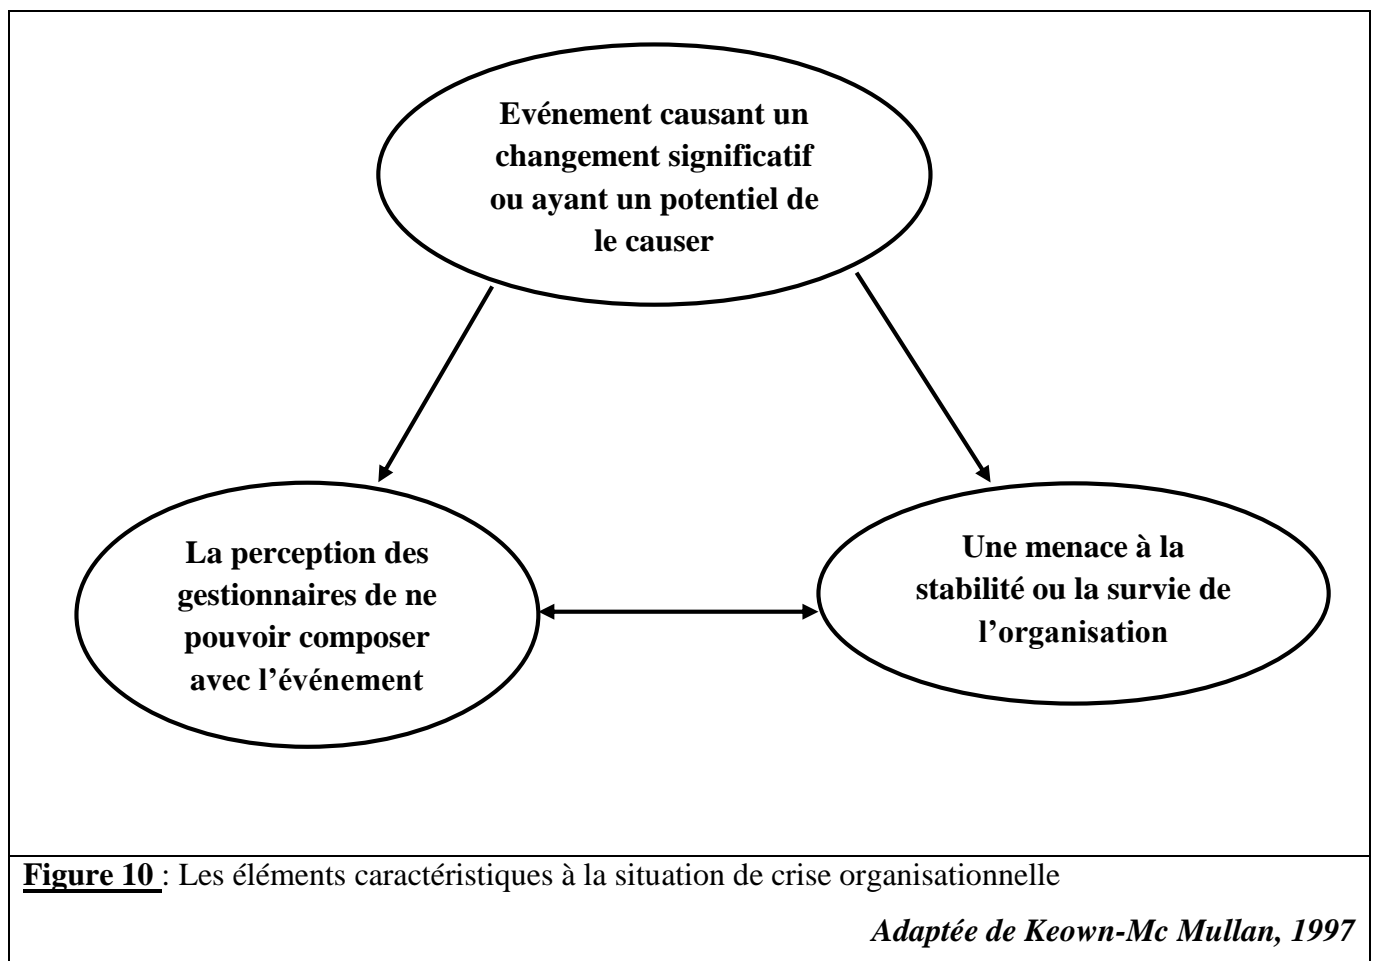 Evénement causant un
changement significatif
ou ayant un potentiel de
le causer
La perception des
gestionnaires de ne
pouvoir composer
avec l’événement
Une menace à la
stabilité ou la survie de
l’organisation
Figure 10 : Les éléments caractéristiques à la situation de crise organisationnelle
Adaptée de Keown-Mc Mullan, 1997